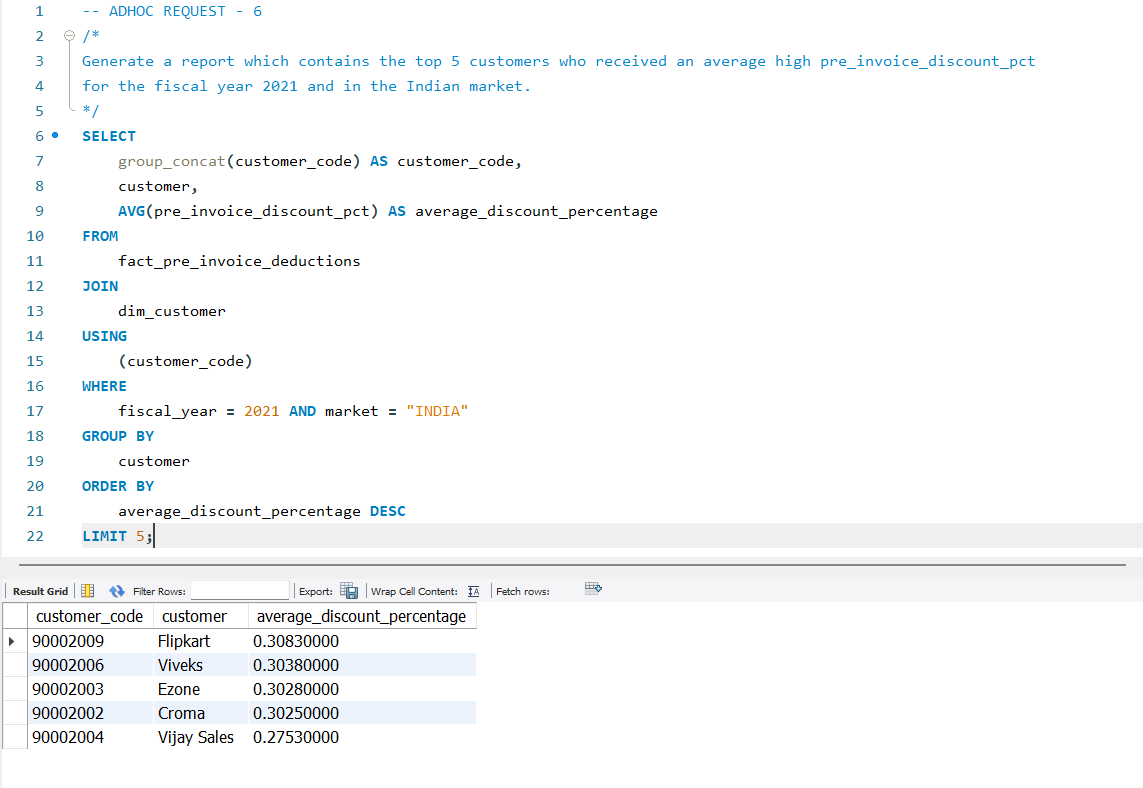 1 -- ADHOC REQUEST - 6
2 /*
3 Generate a report which contains the top 5 customers who received an average high pre_invoice_discount_pct
4 for the fiscal year 2021 and in the Indian market.
5 */
6 SELECT
7 group_concat(customer_code) AS customer_code,
8 customer,
9 AVG(pre_invoice_discount_pct) AS average_discount_percentage
10 FROM
11 fact_pre_invoice_deductions
12 JOIN
13 dim_customer
14 USING
15 (customer_code)
16 WHERE
17 fiscal_year = 2021 AND market = "INDIA"
18 GROUP BY
19 customer
20 ORDER BY
21 average_discount_percentage DESC
22 LIMIT 5;
Result Grid Filter Rows: Export: Wrap Cell Content: IA Fetch rows:
customer_code customer average_discount_percentage
90002009 Flipkart 0.30830000
90002006 Viveks 0.30380000
90002003 Ezone 0.30280000
90002002 Croma 0.30250000
90002004 Vijay Sales 0.27530000